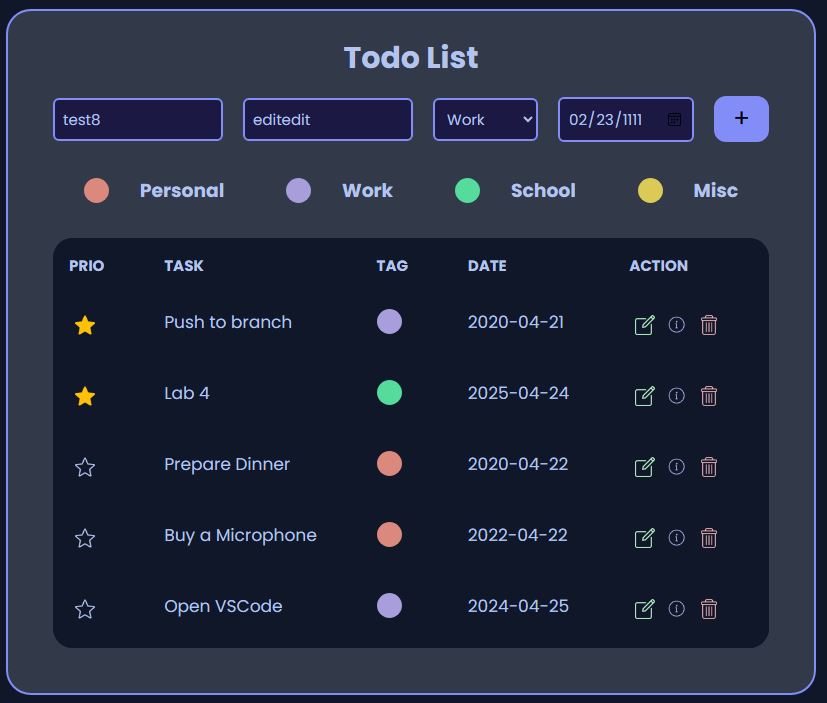 Todo List
test8 editedit Work 02/23/1111 +
Personal Work School Misc
PRIO TASK TAG DATE ACTION
Push to branch 2020-04-21
Lab 4 2025-04-24
Prepare Dinner 2020-04-22
Buy a Microphone 2022-04-22
Open VSCode 2024-04-25